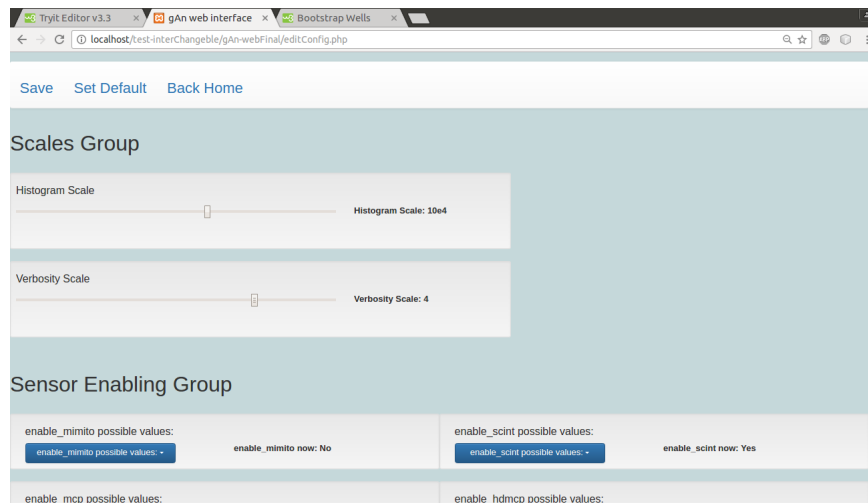 Tryit Editor v3.3
gAn web interface
Bootstrap Wells
localhost/test-interChangeble/gAn-webFinal/editConfig.php
Save Set Default Back Home
Scales Group
Histogram Scale
Histogram Scale: 10e4
Verbosity Scale
Verbosity Scale: 4
Sensor Enabling Group
enable_mimito possible values:
enable_mimito possible values:
enable_mimito now: No
enable_scint possible values:
enable_scint possible values:
enable_scint now: Yes
enable_mcp possible values:
enable_hdmcp possible values: